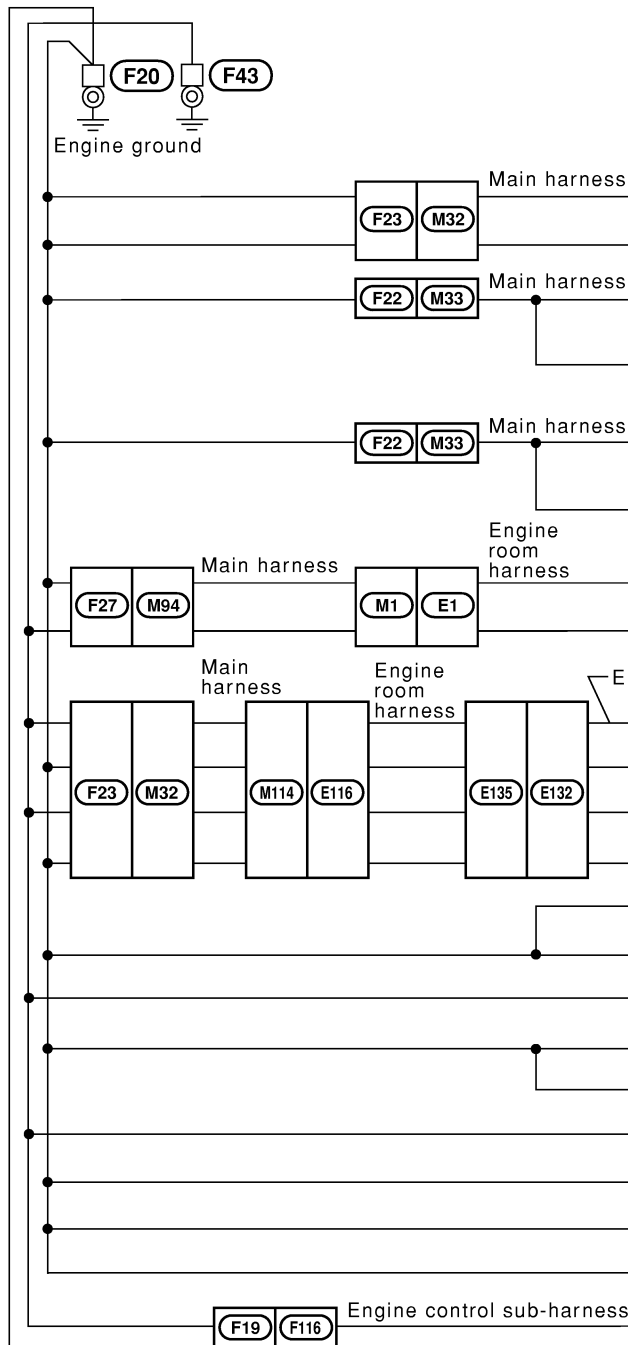 F20 F43
Engine ground
Main harness
F23 M32
Main harness
F22 M33
Main harness
F22 M33
Engine
room
harness
Main harness
F27 M94 M1 E1
Main
harness
Engine
room
harness
E
F23 M32 M114 E116 E135 E132
Engine control sub-harness
F19 F116